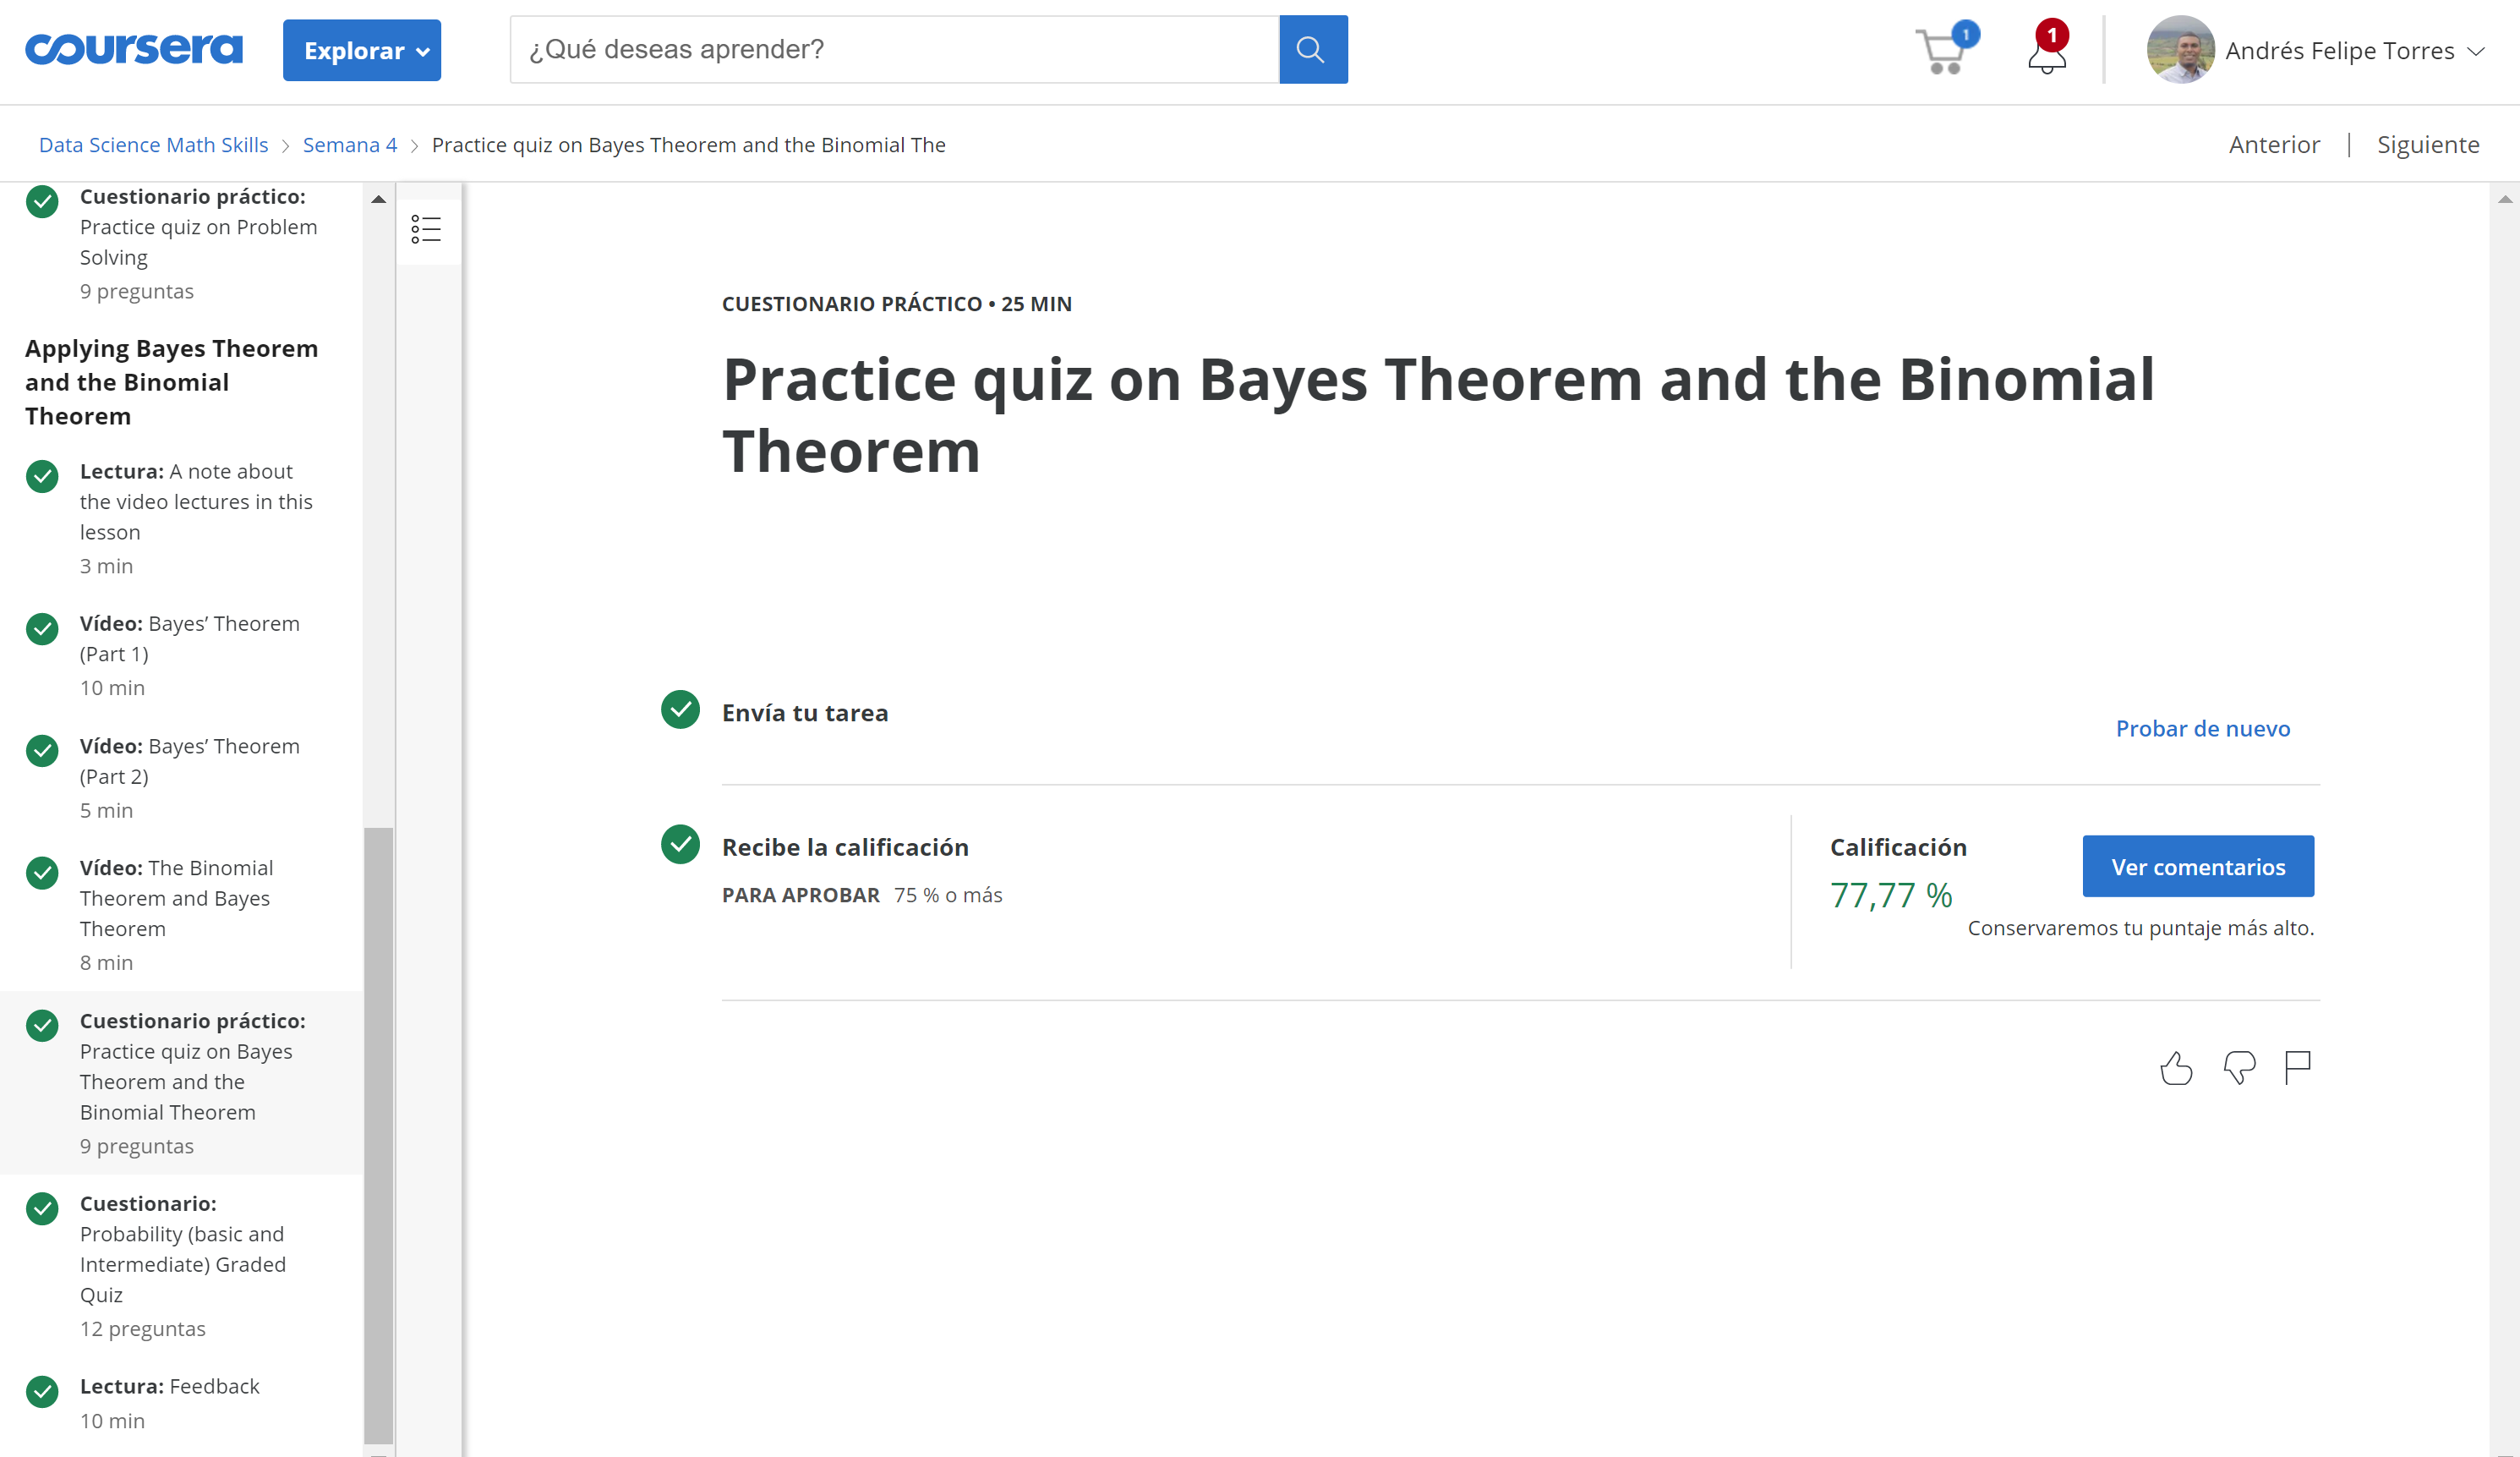 coursera
Explorar
¿Qué deseas aprender?
1
1
Andrés Felipe Torres
Data Science Math Skills > Semana 4 > Practice quiz on Bayes Theorem and the Binomial The
Anterior | Siguiente
Cuestionario práctico:
Practice quiz on Problem
Solving
9 preguntas
Applying Bayes Theorem
and the Binomial
Theorem
Lectura: A note about
the video lectures in this
lesson
3 min
Vídeo: Bayes’ Theorem
(Part 1)
10 min
Vídeo: Bayes’ Theorem
(Part 2)
5 min
Vídeo: The Binomial
Theorem and Bayes
Theorem
8 min
Cuestionario práctico:
Practice quiz on Bayes
Theorem and the
Binomial Theorem
9 preguntas
Cuestionario:
Probability (basic and
Intermediate) Graded
Quiz
12 preguntas
Lectura: Feedback
10 min
CUESTIONARIO PRÁCTICO • 25 MIN
Practice quiz on Bayes Theorem and the Binomial
Theorem
Envía tu tarea
Probar de nuevo
Recibe la calificación
PARA APROBAR 75 % o más
Calificación
77,77 %
Ver comentarios
Conservaremos tu puntaje más alto.